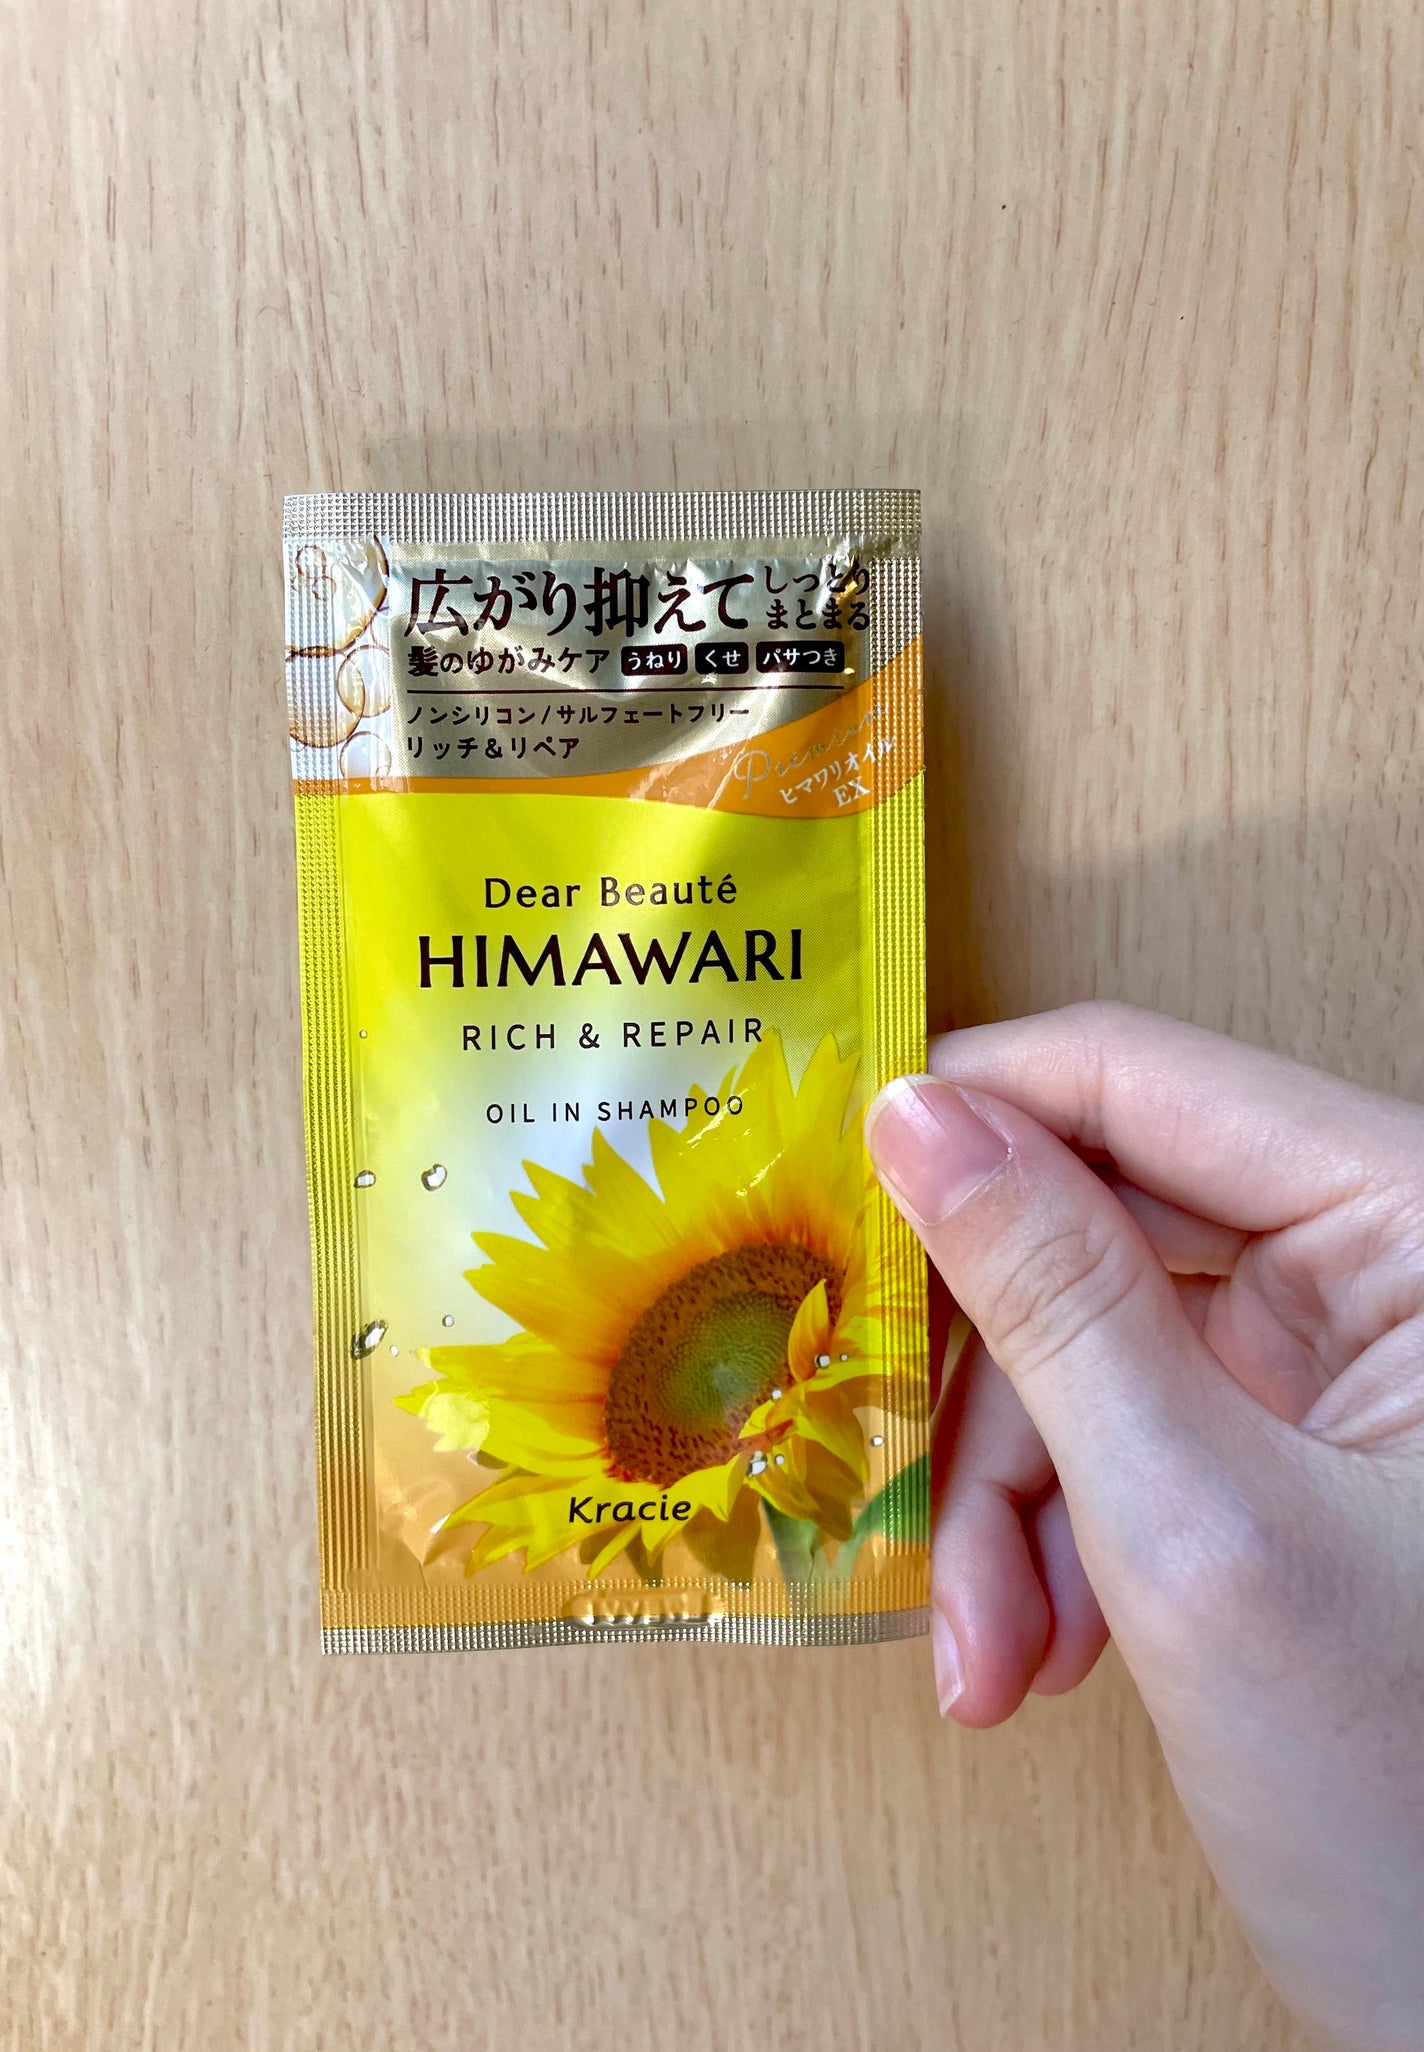 広がり抑えて しっとり
まとまる
髪のゆがみケア うねり くせ パサつき
ノンシリコン/サルフェートフリー
リッチ&リペア
Premium
ヒマワリオイル
EX
Dear Beauté
HIMAWARI
RICH & REPAIR
OIL IN SHAMPOO
Kracie